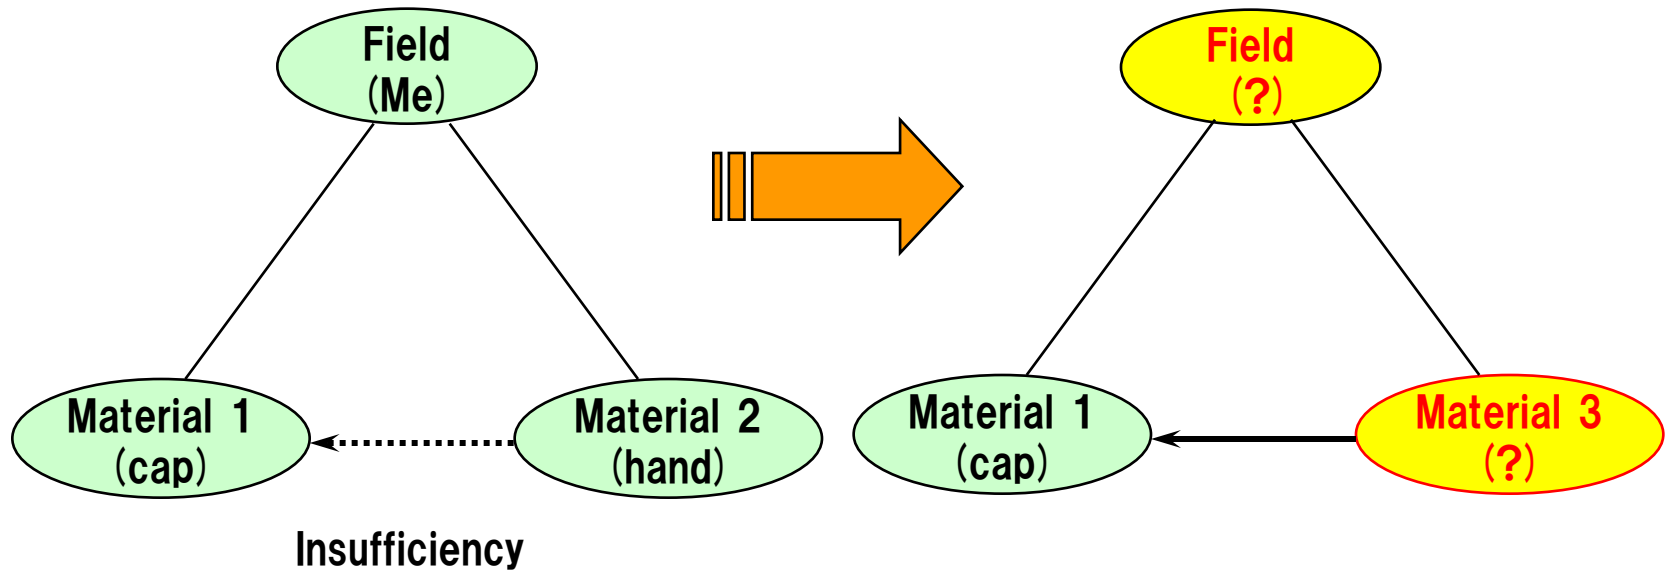 Field
(Me)
Material 1
(cap)
Material 2
(hand)
Insufficiency
Field
(?)
Material 1
(cap)
Material 3
(?)